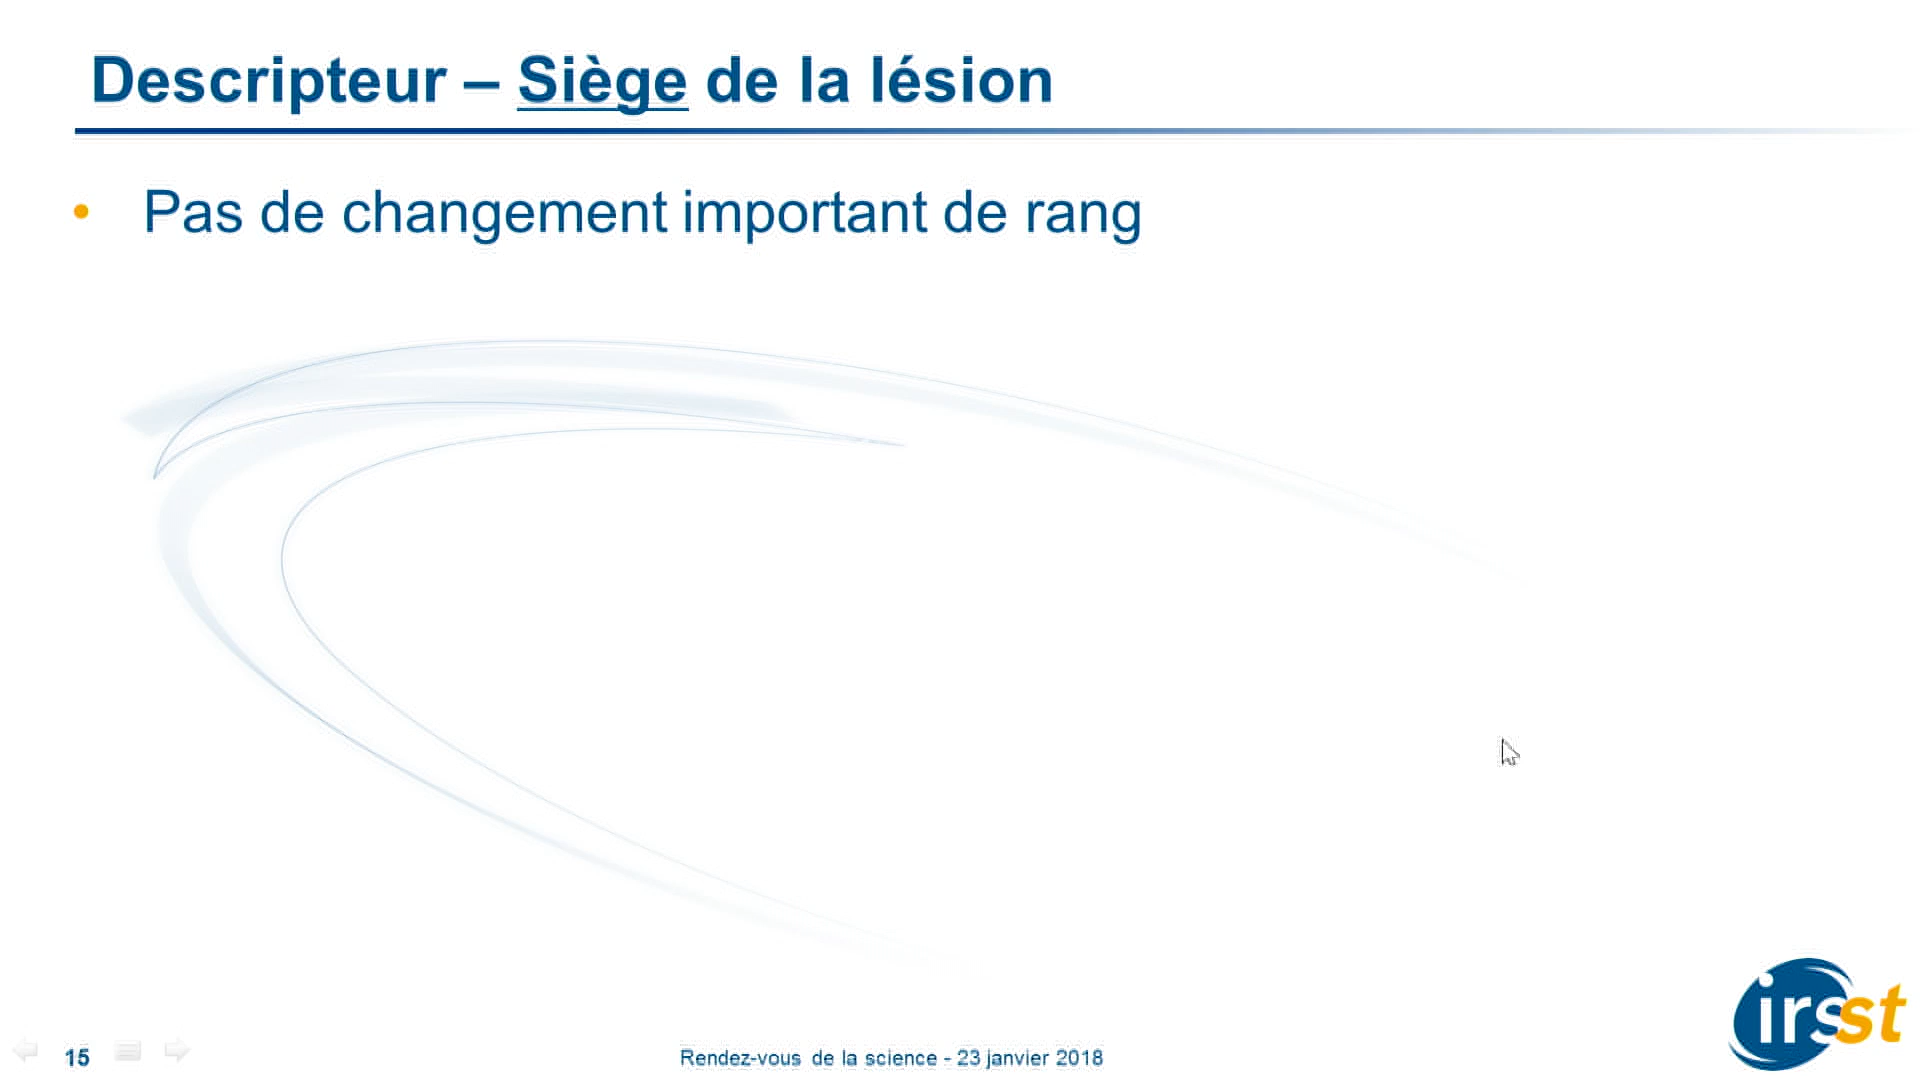 Descripteur – Siège de la lésion
• Pas de changement important de rang
15
Rendez-vous de la science - 23 janvier 2018
irsst